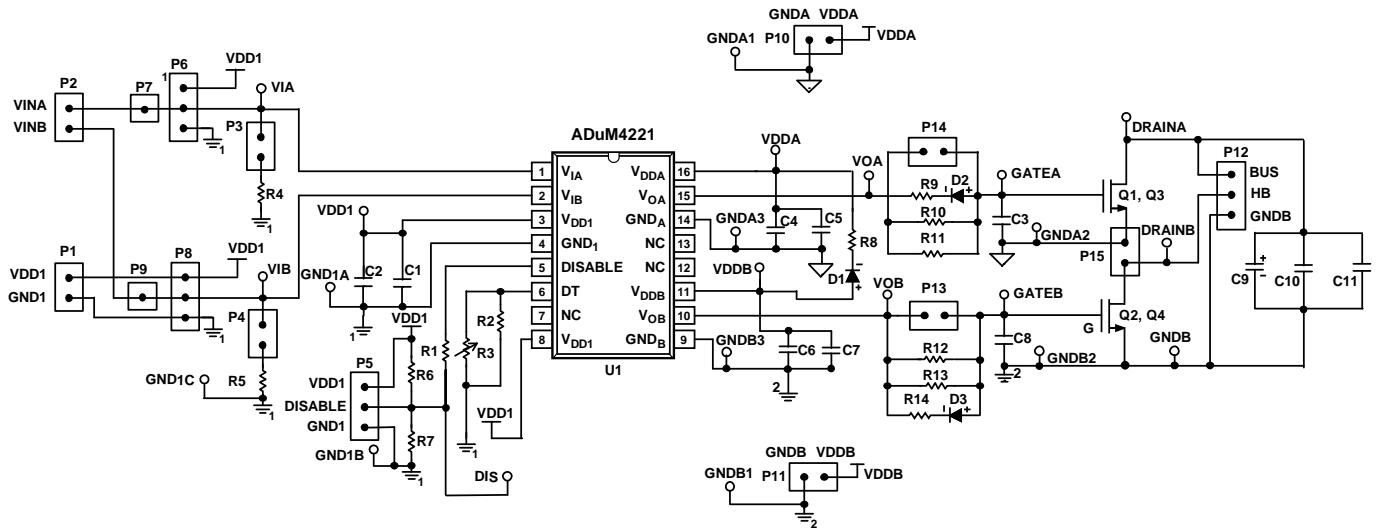 GNDA VDDA
GNDA1 P10 VDDA
VDD1
P6
P2 P7 1 VIA
VINA
VINB P3
1
R4
1
ADuM4221
1 VIA VDDA 16
2 VIB VOA 15
3 VDD1 GNDA 14
4 GND1 NC 13
5 DISABLE NC 12
6 DT VDDB 11
7 NC VOB 10
8 VDD1 GNDB 9
U1
VDDA
VOA
P14
R9 D2
R10
R11
GATEA
C3
GNDA2
DRAINA
Q1, Q3
P12
BUS
HB
GNDB
DRAINB
P15
GNDA3 C4 C5 R8
D1
VDDB
VOB
P13
GATEB
C8
G Q2, Q4
GNDB2 GNDB
2
C9 C10 C11
GNDB3 C6 C7
2
R12
R13
R14 D3
P1
VDD1
GND1
P9 P8 VDD1
VIB
1
P4
R5
GND1C
1
VDD1
GND1A C2 C1
1
VDD1
P5
VDD1
DISABLE
GND1
R6
R7
GND1B 1
R1 R3 R2
1
VDD1
DIS
GNDB VDDB
GNDB1 P11 VDDB
2